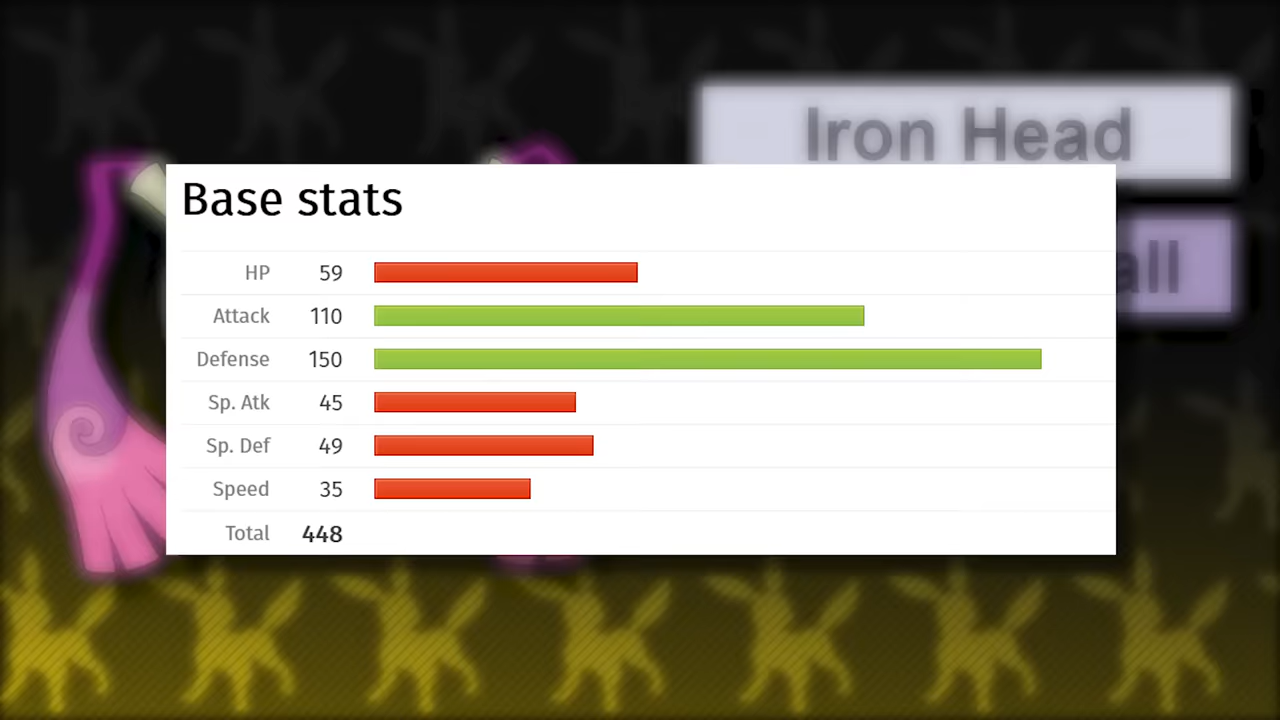 Iron Head
all
Base stats
HP 59
Attack 110
Defense 150
Sp. Atk 45
Sp. Def 49
Speed 35
Total 448